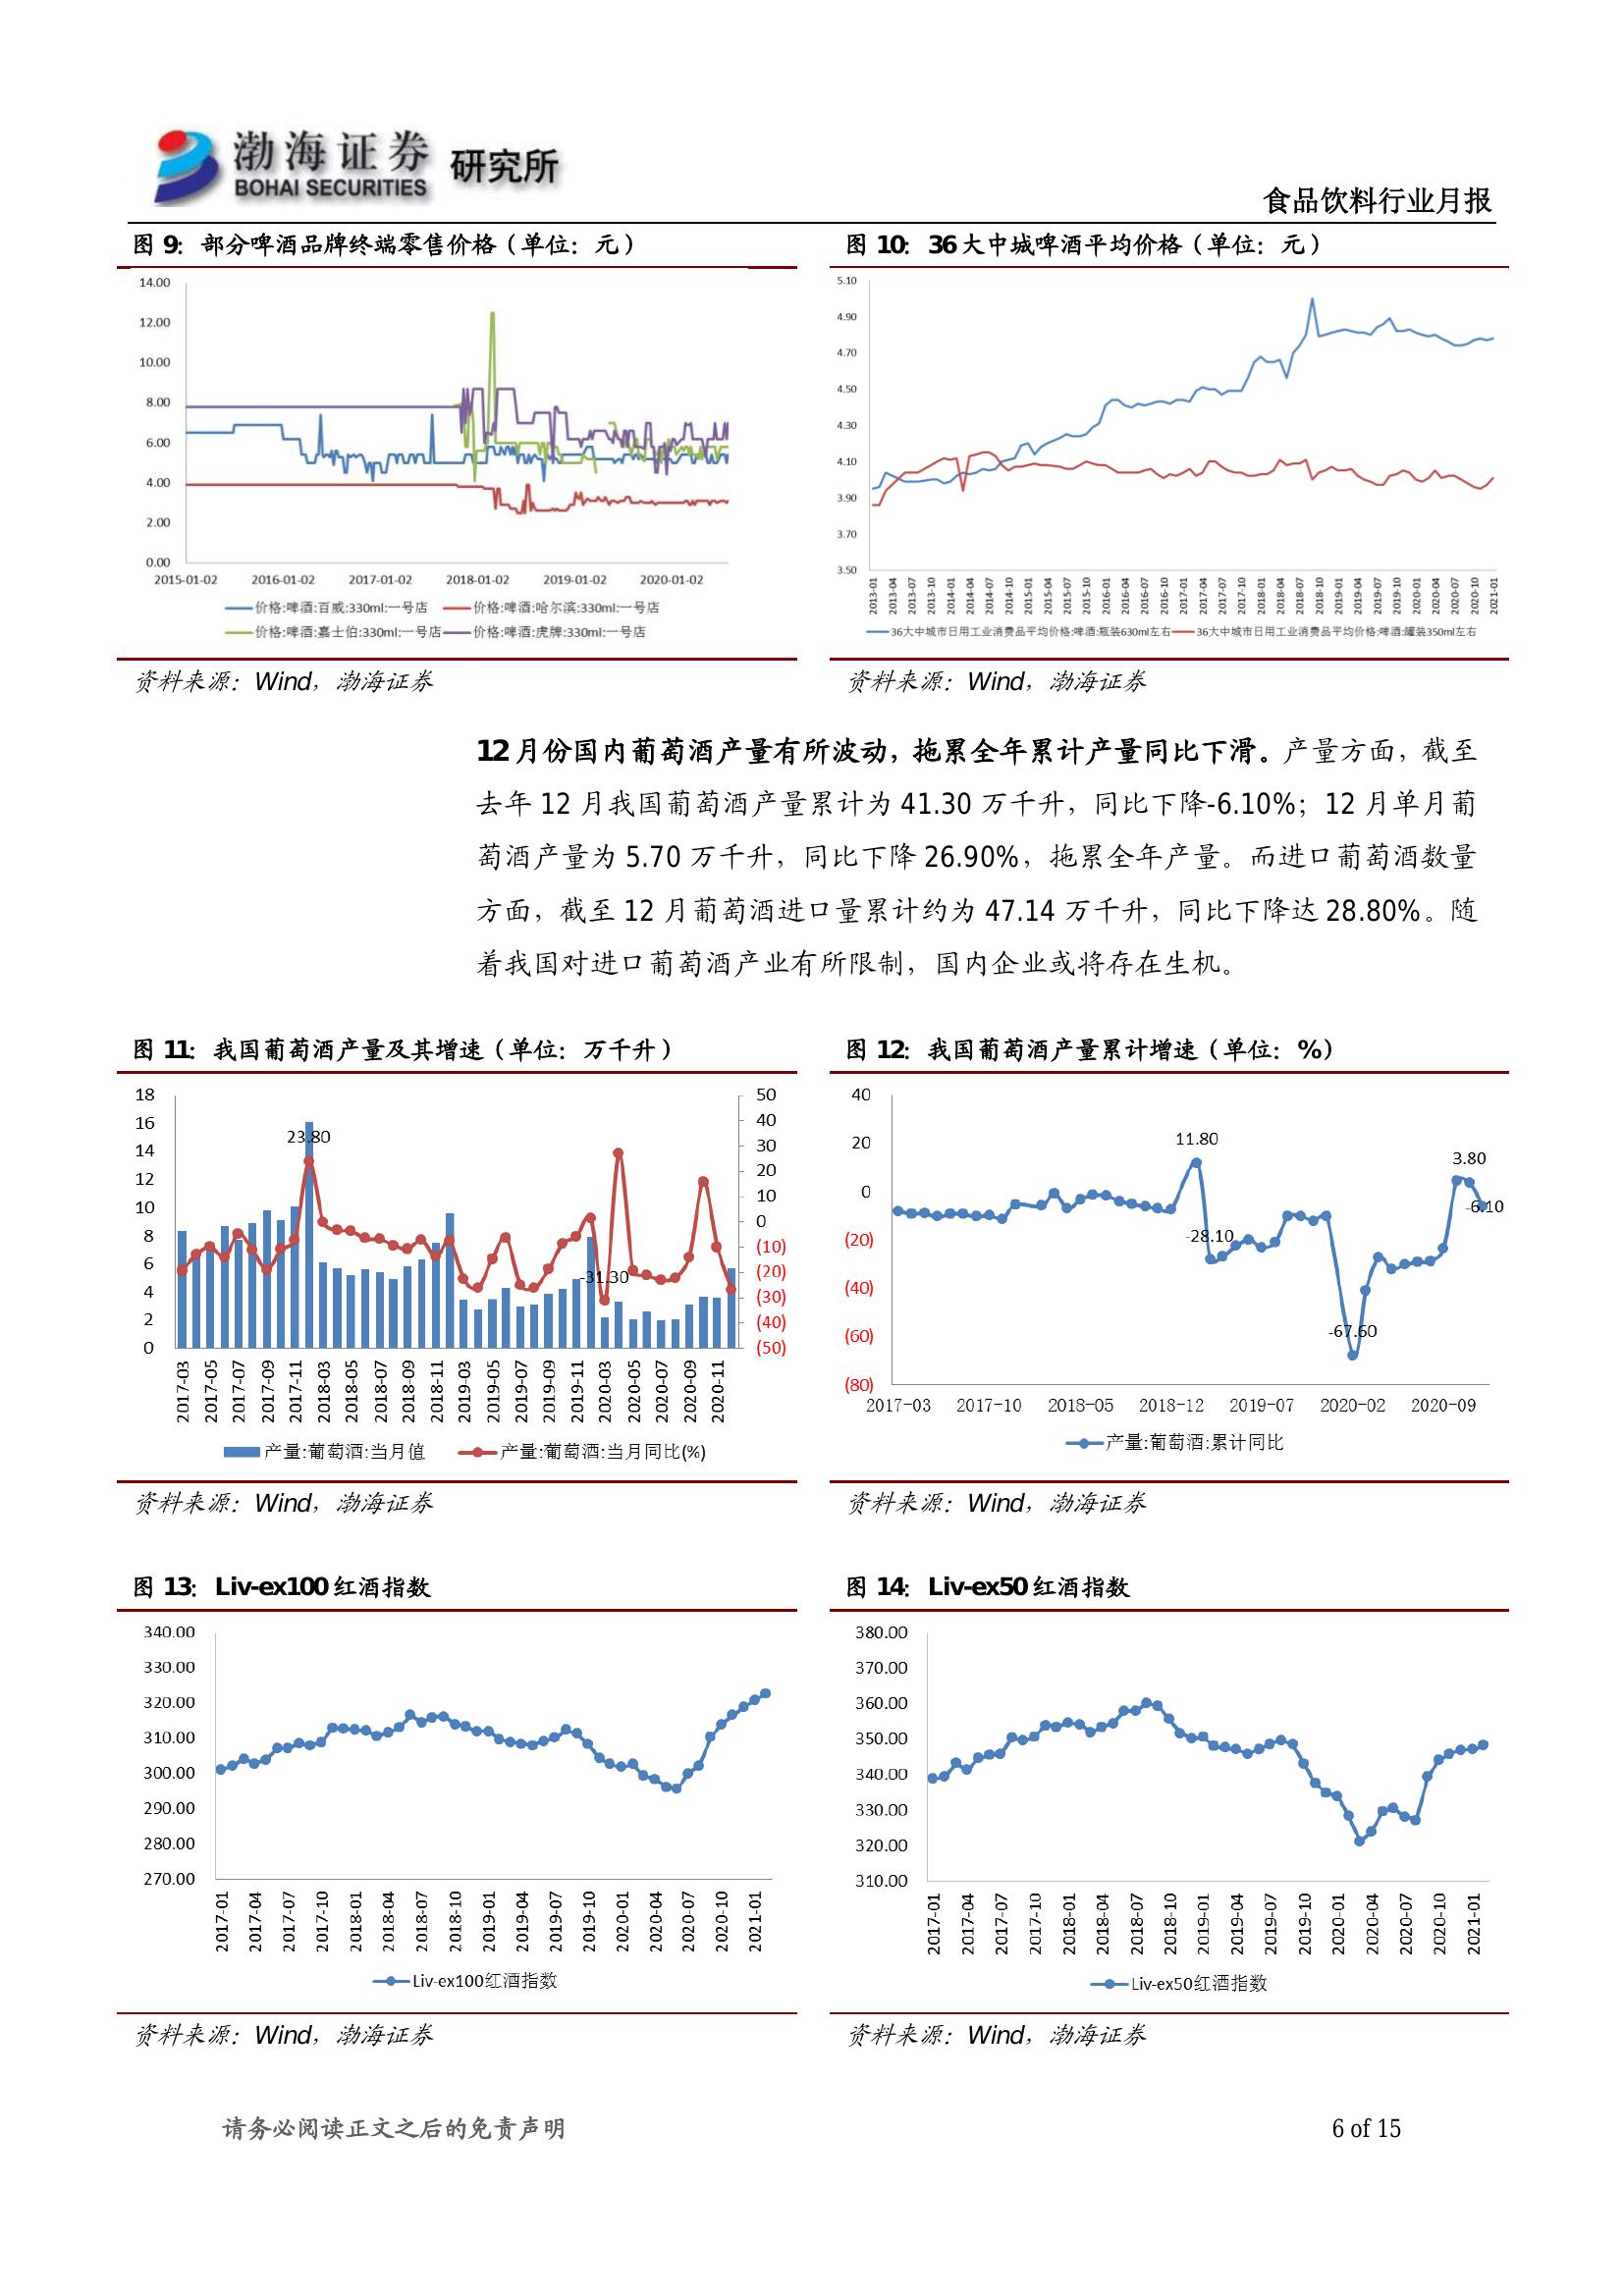 渤海证券 研究所
BOHAI SECURITIES
食品饮料行业月报
图 9：部分啤酒品牌终端零售价格（单位：元）
14.00
12.00
10.00
8.00
6.00
4.00
2.00
0.00
2015-01-02 2016-01-02 2017-01-02 2018-01-02 2019-01-02 2020-01-02
价格:啤酒:百威:330ml:一号店 价格:啤酒:哈尔滨:330ml:一号店
价格:啤酒:嘉士伯:330ml:一号店 价格:啤酒:虎牌:330ml:一号店
资料来源：Wind，渤海证券
图 10：36 大中城啤酒平均价格（单位：元）
5.10
4.90
4.70
4.50
4.30
4.10
3.90
3.70
3.50
2013-01 2013-04 2013-07 2013-10 2014-01 2014-04 2014-07 2014-10 2015-01 2015-04 2015-07 2015-10 2016-01 2016-04 2016-07 2016-10 2017-01 2017-04 2017-07 2017-10 2018-01 2018-04 2018-07 2018-10 2019-01 2019-04 2019-07 2019-10 2020-01 2020-04 2020-07 2020-10 2021-01
36大中城市日用工业消费品平均价格:啤酒:瓶装630ml左右 36大中城市日用工业消费品平均价格:啤酒:罐装350ml左右
资料来源：Wind，渤海证券
12 月份国内葡萄酒产量有所波动，拖累全年累计产量同比下滑。产量方面，截至
去年 12 月我国葡萄酒产量累计为 41.30 万千升，同比下降-6.10%；12 月单月葡
萄酒产量为 5.70 万千升，同比下降 26.90%，拖累全年产量。而进口葡萄酒数量
方面，截至 12 月葡萄酒进口量累计约为 47.14 万千升，同比下降达 28.80%。随
着我国对进口葡萄酒产业有所限制，国内企业或将存在生机。
图 11：我国葡萄酒产量及其增速（单位：万千升）
18
16
14
12
10
8
6
4
2
0
23.80
-31.30
50
40
30
20
10
0
(10)
(20)
(30)
(40)
(50)
2017-03 2017-05 2017-07 2017-09 2017-11 2018-03 2018-05 2018-07 2018-09 2018-11 2019-03 2019-05 2019-07 2019-09 2019-11 2020-03 2020-05 2020-07 2020-09 2020-11
产量:葡萄酒:当月值 产量:葡萄酒:当月同比(%)
资料来源：Wind，渤海证券
图 12：我国葡萄酒产量累计增速（单位：%）
40
20
0
(20)
(40)
(60)
(80)
11.80
-28.10
-67.60
3.80
-6.10
2017-03 2017-10 2018-05 2018-12 2019-07 2020-02 2020-09
产量:葡萄酒:累计同比
资料来源：Wind，渤海证券
图 13：Liv-ex100 红酒指数
340.00
330.00
320.00
310.00
300.00
290.00
280.00
270.00
2017-01 2017-04 2017-07 2017-10 2018-01 2018-04 2018-07 2018-10 2019-01 2019-04 2019-07 2019-10 2020-01 2020-04 2020-07 2020-10 2021-01
Liv-ex100红酒指数
资料来源：Wind，渤海证券
图 14：Liv-ex50 红酒指数
380.00
370.00
360.00
350.00
340.00
330.00
320.00
310.00
2017-01 2017-04 2017-07 2017-10 2018-01 2018-04 2018-07 2018-10 2019-01 2019-04 2019-07 2019-10 2020-01 2020-04 2020-07 2020-10 2021-01
Liv-ex50红酒指数
资料来源：Wind，渤海证券
请务必阅读正文之后的免责声明
6 of 15